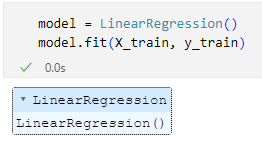 model = LinearRegression()
model.fit(X_train, y_train)
0.0s
LinearRegression
LinearRegression()